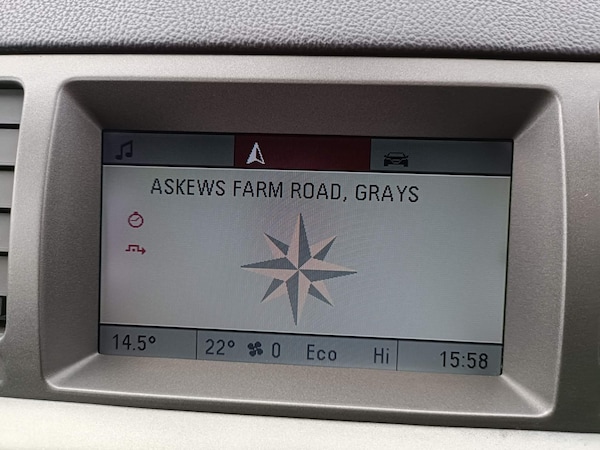 ASKEWS FARM ROAD, GRAYS
14.5° 22° 0 Eco Hi 15:58